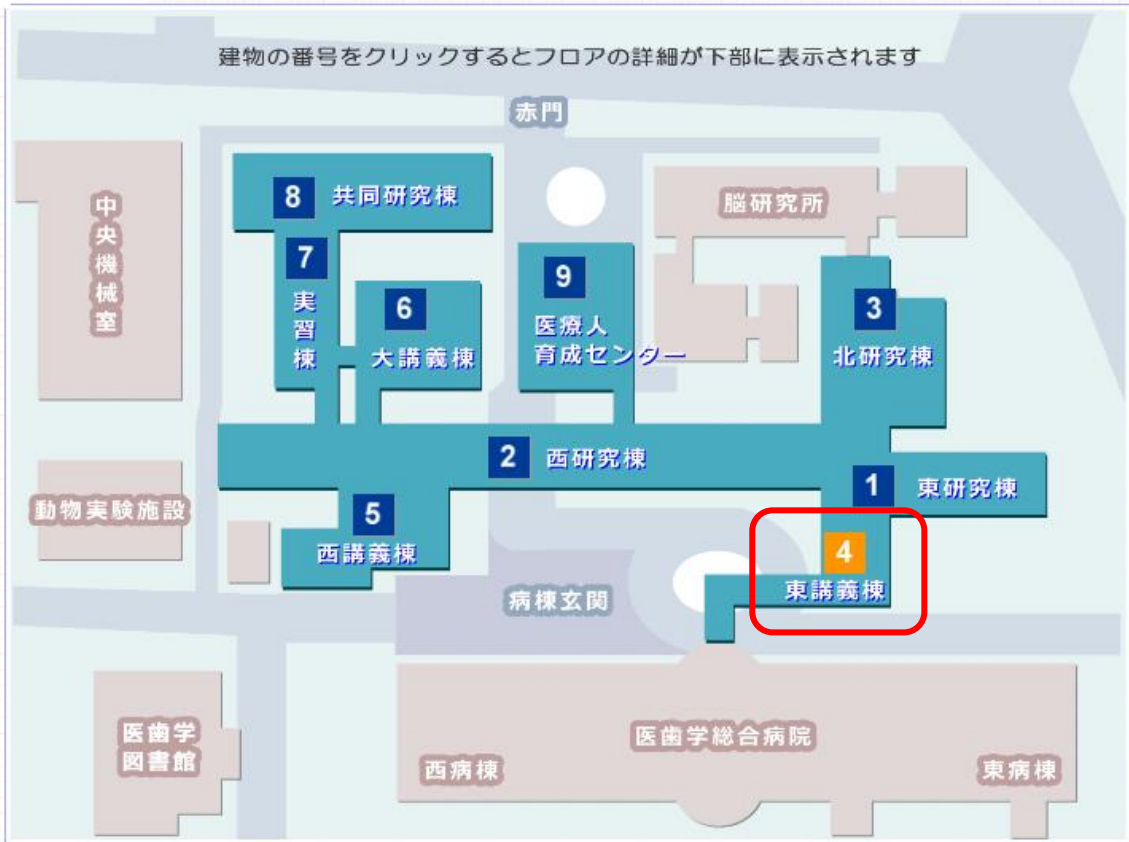 建物の番号をクリックするとフロアの詳細が下部に表示されます
赤門
中央機械室
8 共同研究棟
脳研究所
7
実習棟
6
大講義棟
9
医療人
育成センター
3
北研究棟
2 西研究棟
1 東研究棟
動物実験施設
5
西講義棟
4
東講義棟
病棟玄関
医歯学
図書館
医歯学総合病院
西病棟
東病棟